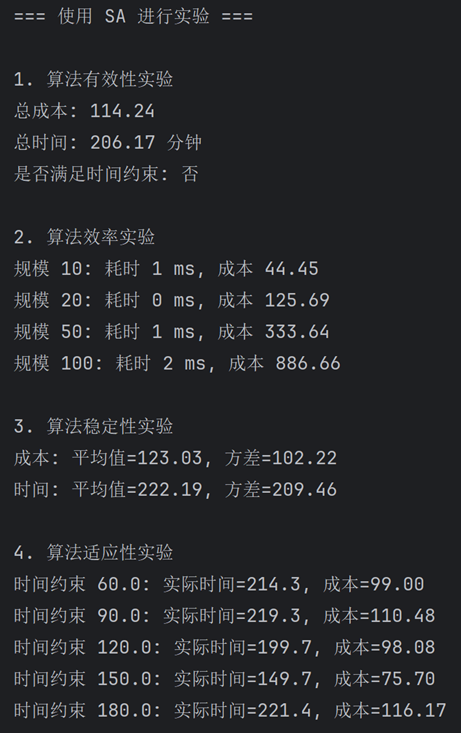 === 使用 SA 进行实验 ===
1. 算法有效性实验
总成本: 114.24
总时间: 206.17 分钟
是否满足时间约束: 否
2. 算法效率实验
规模 10: 耗时 1 ms, 成本 44.45
规模 20: 耗时 0 ms, 成本 125.69
规模 50: 耗时 1 ms, 成本 333.64
规模 100: 耗时 2 ms, 成本 886.66
3. 算法稳定性实验
成本: 平均值=123.03, 方差=102.22
时间: 平均值=222.19, 方差=209.46
4. 算法适应性实验
时间约束 60.0: 实际时间=214.3, 成本=99.00
时间约束 90.0: 实际时间=219.3, 成本=110.48
时间约束 120.0: 实际时间=199.7, 成本=98.08
时间约束 150.0: 实际时间=149.7, 成本=75.70
时间约束 180.0: 实际时间=221.4, 成本=116.17